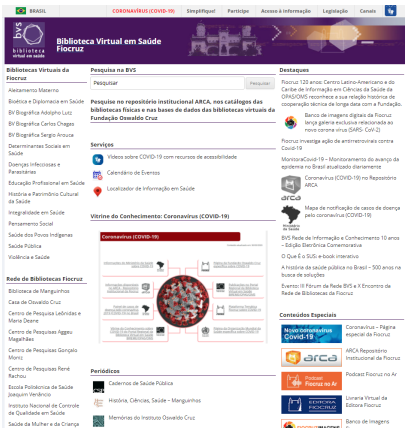 BRASIL
CORONAVÍRUS (COVID-19)
Simplifique!
Participe
Acesso à informação
Legislação
Canais
bvs
biblioteca
virtual em saúde
Biblioteca Virtual em Saúde
Fiocruz
Bibliotecas Virtuais da
Fiocruz
Aleitamento Materno
Bioética e Diplomacia em Saúde
BV Biográfica Adolpho Lutz
BV Biográfica Carlos Chagas
BV Biográfica Sergio Arouca
Determinantes Sociais em
Saúde
Doenças Infecciosas e
Parasitárias
Educação Profissional em Saúde
História e Patrimônio Cultural
da Saúde
Integralidade em Saúde
Pensamento Social
Saúde dos Povos Indígenas
Saúde Pública
Violência e Saúde
Rede de Bibliotecas Fiocruz
Biblioteca de Manguinhos
Casa de Oswaldo Cruz
Centro de Pesquisa Leônidas e
Maria Deane
Centro de Pesquisas Aggeu
Magalhães
Centro de Pesquisas Gonçalo
Moniz
Centro de Pesquisas René
Rachou
Escola Politécnica de Saúde
Joaquim Venâncio
Instituto Nacional de Controle
de Qualidade em Saúde
Saúde da Mulher e da Criança
Pesquisa na BVS
Pesquisar
Pesquisar
Pesquise no repositório institucional ARCA, nos catálogos das
bibliotecas físicas e nas bases de dados das bibliotecas virtuais da
Fundação Oswaldo Cruz
Serviços
Vídeos sobre COVID-19 com recursos de acessibilidade
Calendário de Eventos
Localizador de Informação em Saúde
Vitrine do Conhecimento: Coronavírus (COVID-19)
Coronavírus (COVID-19)
Periódicos
Cadernos de Saúde Pública
História, Ciências, Saúde – Manguinhos
Memórias do Instituto Oswaldo Cruz
Destaques
Fiocruz 120 anos: Centro Latino-Americano e do
Caribe de Informação em Ciências da Saúde da
OPAS/OMS reconhece a sua relação histórica de
cooperação técnica de longa data com a Fundação.
Banco de imagens digitais da Fiocruz
lança galeria exclusiva relacionada ao
novo corona vírus (SARS- CoV-2)
Fiocruz investiga ação de antirretrovirais contra
Covid-19
MonitoraCovid-19 – Monitoramento do avanço da
epidemia no Brasil atualizado diariamente
Coronavírus (COVID-19) no Repositório
ARCA
arca
Mapa de notificação de casos da doença
pelo coronavírus (COVID-19)
Ministério
da Saúde
BVS Rede de Informação e Conhecimento 10 anos
– Edição Eletrônica Comemorativa
O Que É o SUS: e-book interativo
A história da saúde pública no Brasil – 500 anos na
busca de soluções
Evento: III Fórum da Rede BVS e X Encontro da
Rede de Bibliotecas da Fiocruz
Conteúdos Especiais
Novo coronavírus
Covid-19
Coronavírus – Página
especial da Fiocruz
arca
ARCA Repositório
Institucional da Fiocruz
Podcast
Fiocruz no Ar
Podcast Fiocruz no Ar
EDITORA
FIOCRUZ
Livraria Virtual da
Editora Fiocruz
Banco de Imagens